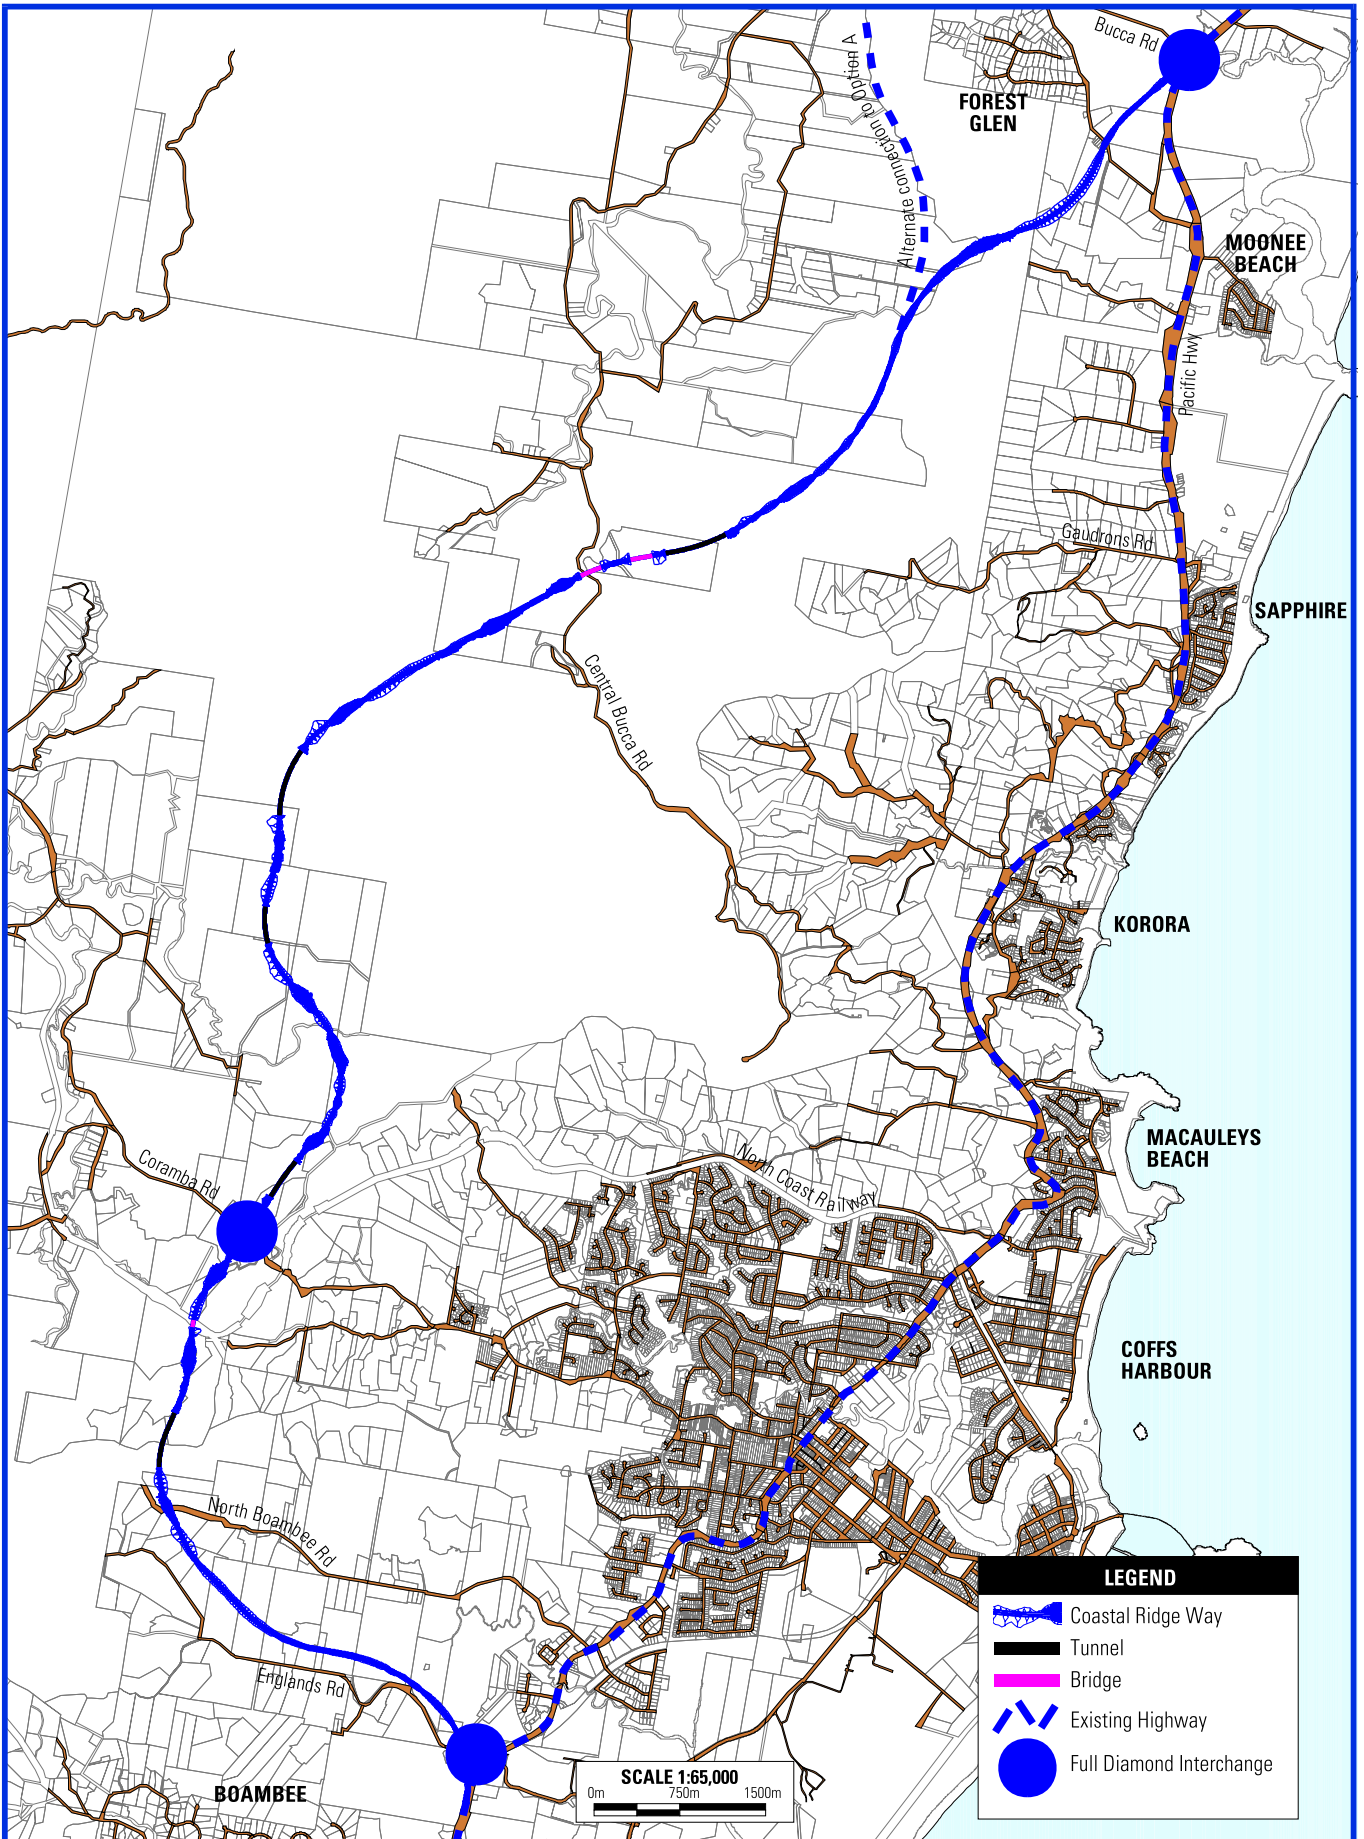 Bucca Rd
Alternate connection to Option A
FOREST
GLEN
MOONEE
BEACH
Pacific Hwy
Gaudrons Rd
SAPPHIRE
Central Bucca Rd
KORORA
MACAULEYS
BEACH
North Coast Railway
Coramba Rd
COFFS
HARBOUR
North Boambee Rd
Englands Rd
BOAMBEE
LEGEND
Coastal Ridge Way
Tunnel
Bridge
Existing Highway
Full Diamond Interchange
SCALE 1:65,000
0m 750m 1500m